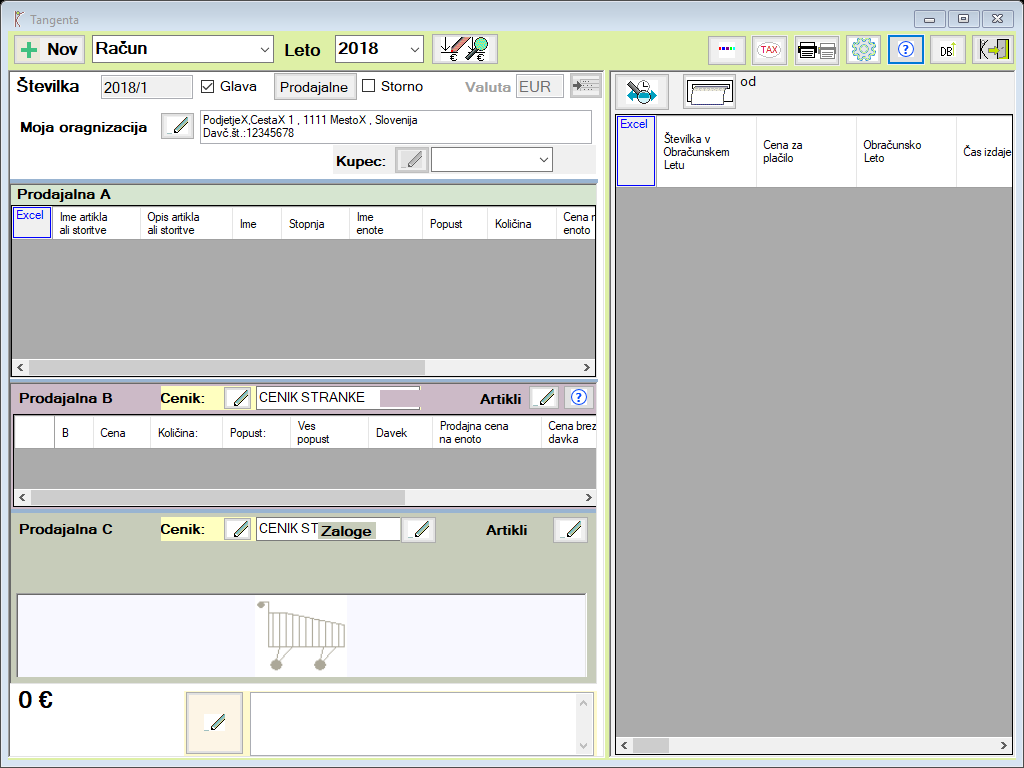 Tangenta
Nov Račun Leto 2018 € € TAX DB
Številka 2018/1 Glava Prodajalne Storno Valuta EUR
Moja oragnizacija
PodjetjeX,CestaX 1 , 1111 MestoX , Slovenija
Davč.št.:12345678
Kupec:
Prodajalna A
Excel
Ime artikla
ali storitve
Opis artikla
ali storitve
Ime
Stopnja
Ime
enote
Popust
Količina
Cena
enoto
Prodajalna B Cenik: CENIK STRANKE Artikli
B
Cena
Količina:
Popust:
Ves
popust
Davek
Prodajna cena
na enoto
Cena brez
davka
Prodajalna C Cenik: CENIK ST Zaloge Artikli
0 €
od
Excel
Številka v
Obračunskem
Letu
Cena za
plačilo
Obračunsko
Leto
Čas izdaje